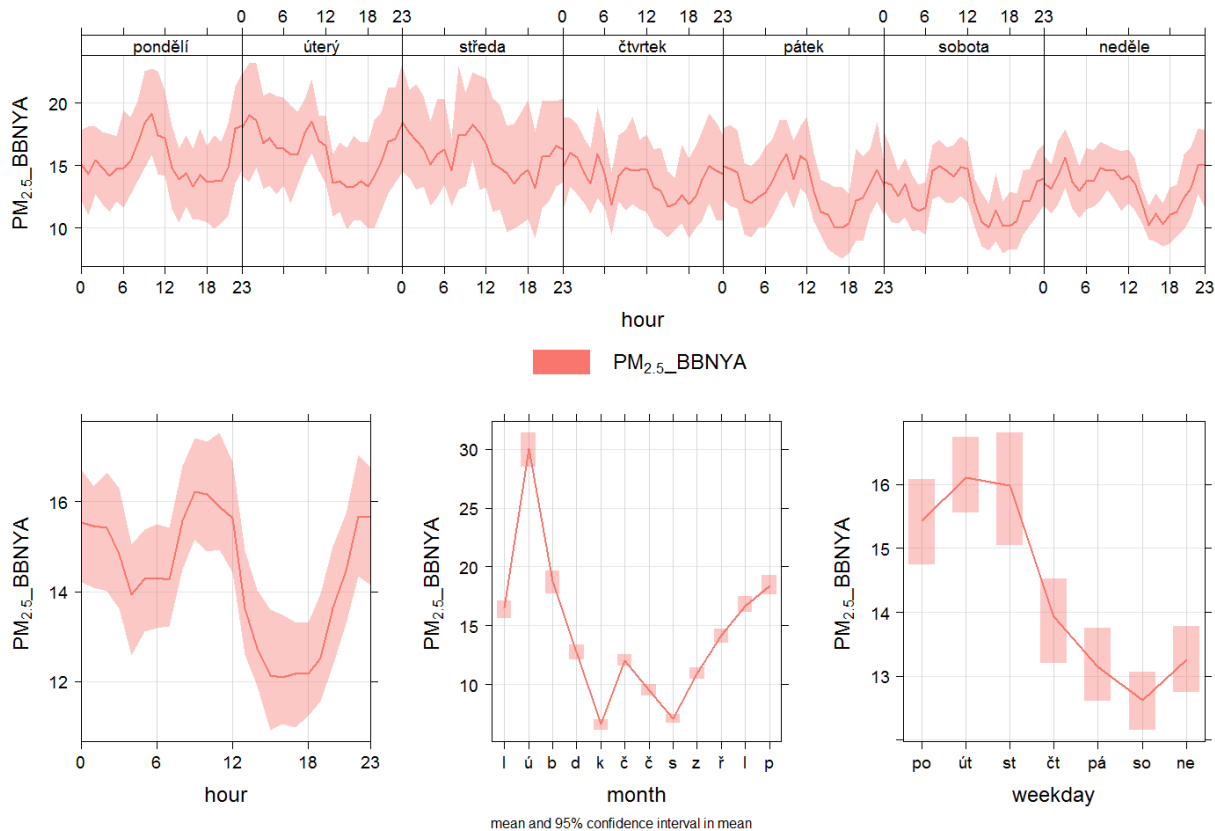 0 6 12 18 23 0 6 12 18 23 0 6 12 18 23
pondělí úterý středa čtvrtek pátek sobota neděle
20
15
10
PM2.5_BBNYA
0 6 12 18 23 0 6 12 18 23 0 6 12 18 23 0 6 12 18 23
hour
PM2.5_BBNYA
16
14
12
PM2.5_BBNYA
0 6 12 18 23
hour
30
25
20
15
10
PM2.5_BBNYA
l ú b d k č č s z ř l p
month
16
15
14
13
PM2.5_BBNYA
po út st čt pá so ne
weekday
mean and 95% confidence interval in mean